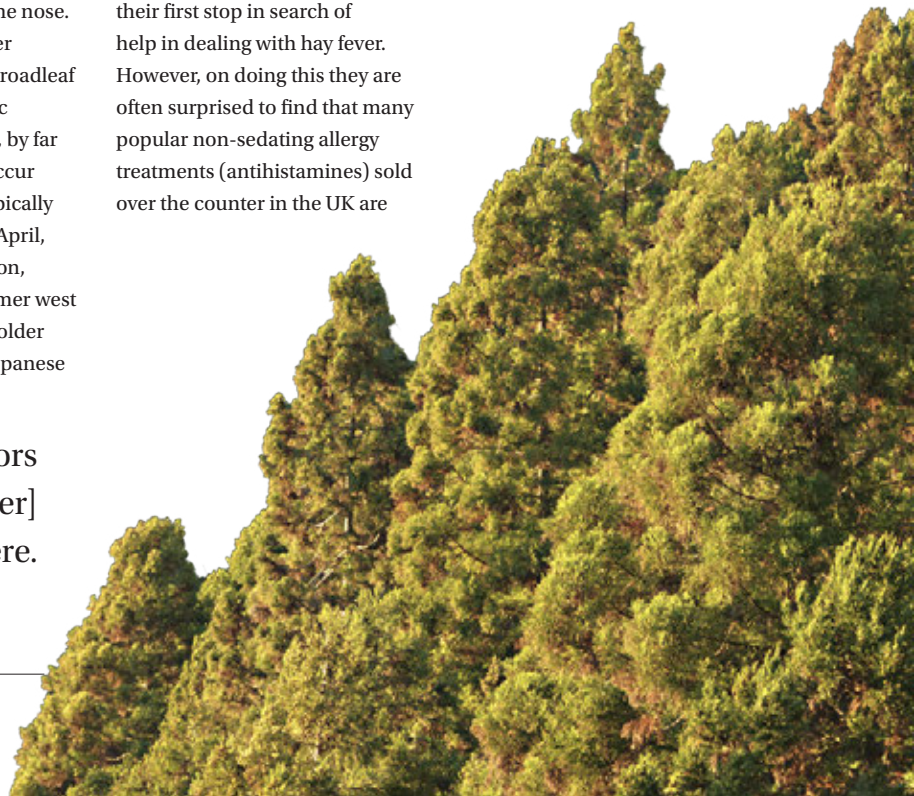 he nose.
er
roadleaf
c
, by far
ccur
pically
April,
on,
mer west
older
panese
ors
er]
ere.
their first stop in search of
help in dealing with hay fever.
However, on doing this they are
often surprised to find that many
popular non-sedating allergy
treatments (antihistamines) sold
over the counter in the UK are